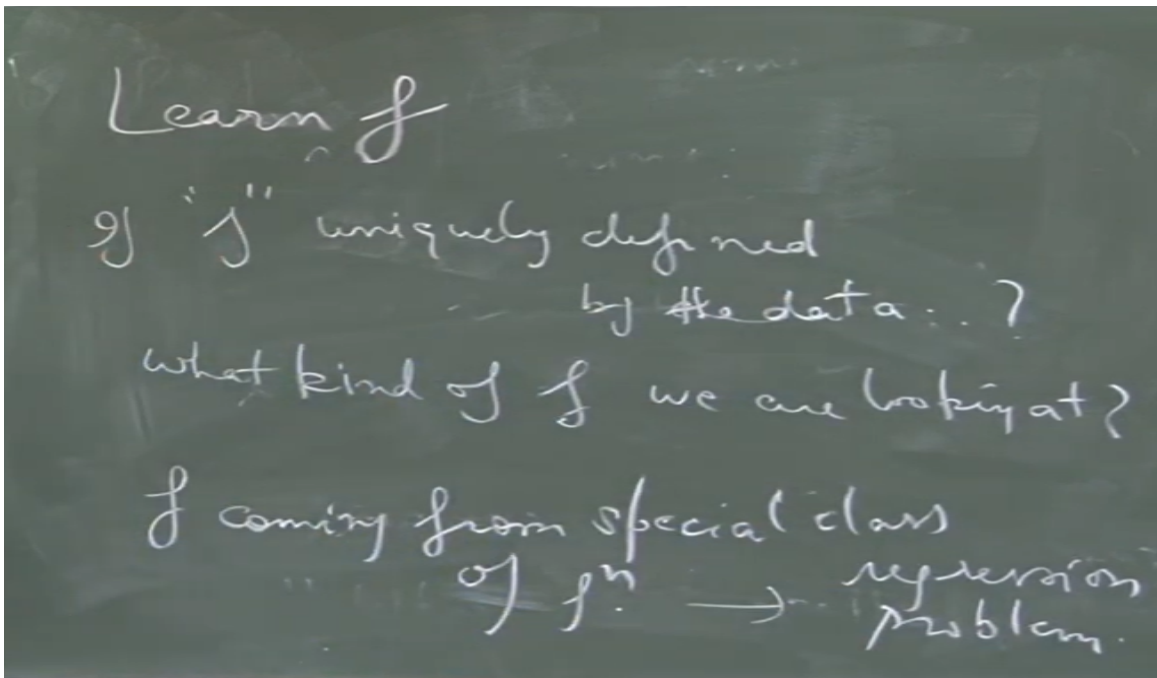 Learn f
If "f" uniquely defined
by the data...?
what kind of f we are looking at?
f coming from special class
of fⁿ. → regression
problem.